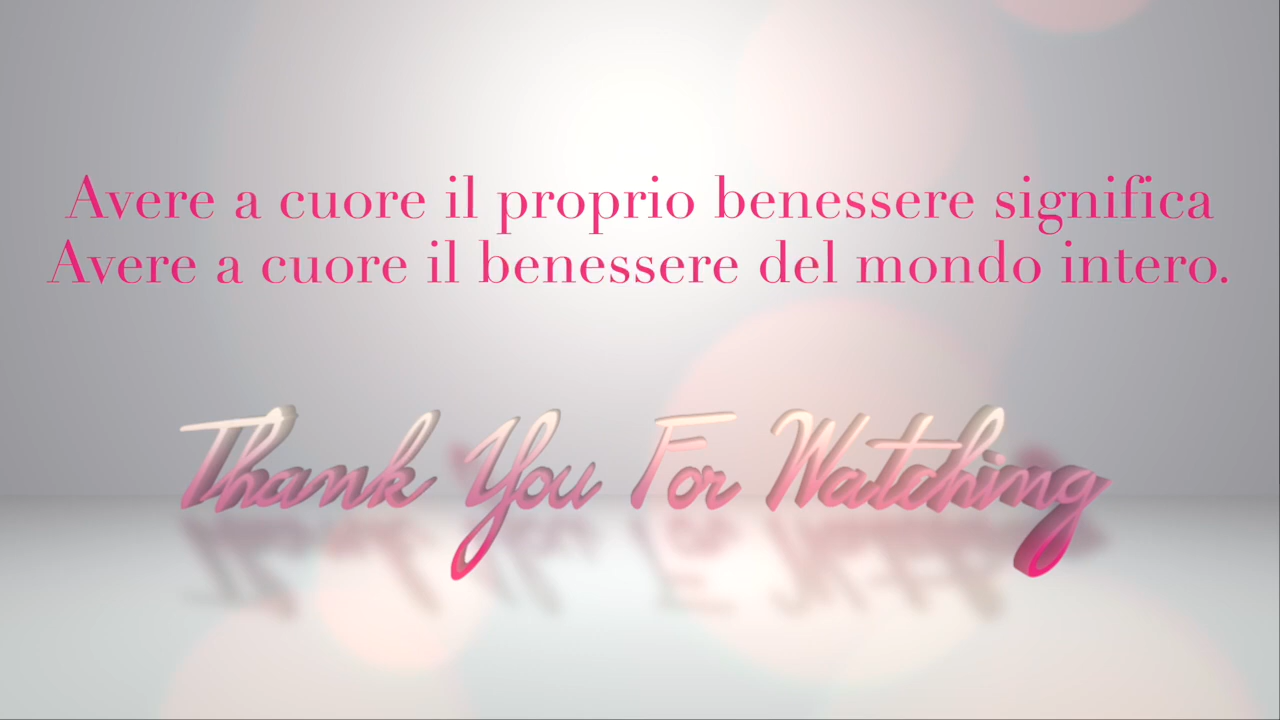 Avere a cuore il proprio benessere significa
Avere a cuore il benessere del mondo intero.
Thank You For Watching